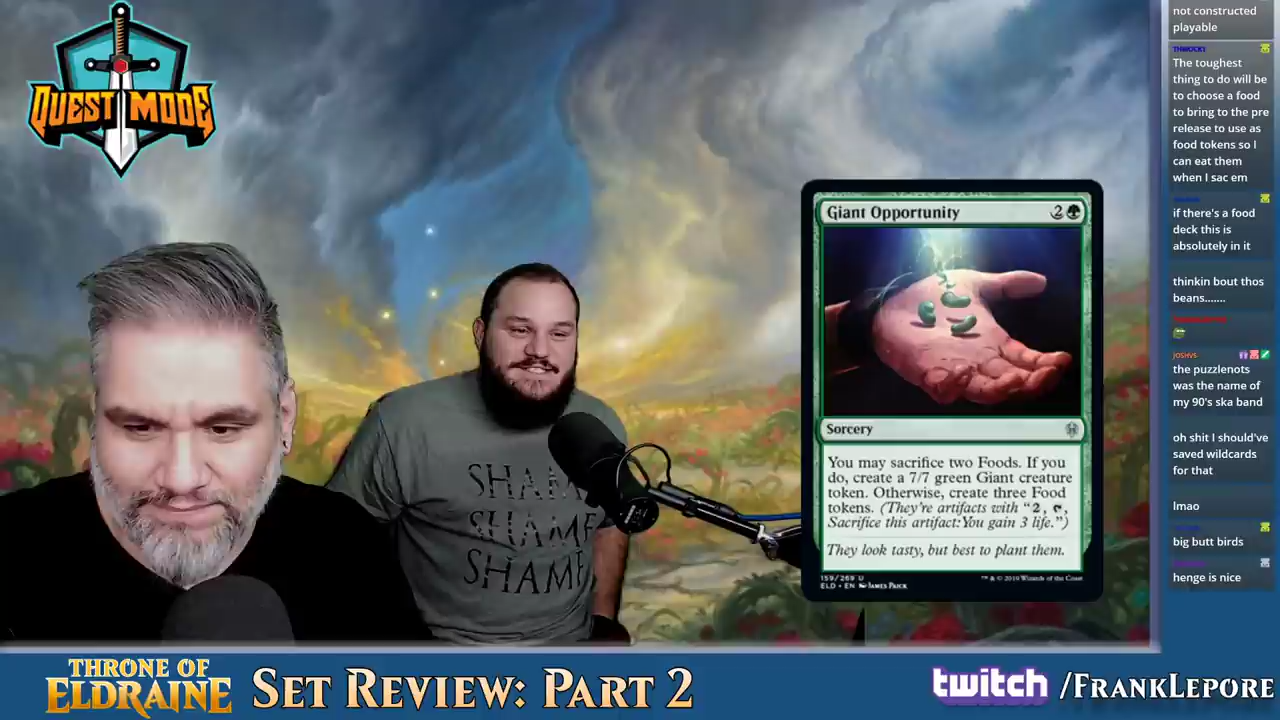 QUEST MODE
Giant Opportunity 2
Sorcery
You may sacrifice two Foods. If you
do, create a 7/7 green Giant creature
token. Otherwise, create three Food
tokens. (They're artifacts with "2, 
Sacrifice this artifact:You gain 3 life.")
They look tasty, but best to plant them.
159/269 U
ELD • EN JAMES PAICK
™ & © 2019 Wizards of the Coast
SHAME
SHAME
SHAME
not constructed
playable
The toughest
thing to do will be
to choose a food
to bring to the pre
release to use as
food tokens so I
can eat them
when I sac em
if there's a food
deck this is
absolutely in it
thinkin bout thos
beans.......
JOSHVS
the puzzlenots
was the name of
my 90's ska band
oh shit I should've
saved wildcards
for that
lmao
big butt birds
henge is nice
THRONE OF
ELDRAINE
SET REVIEW: PART 2
twitch /FRANKLEPORE